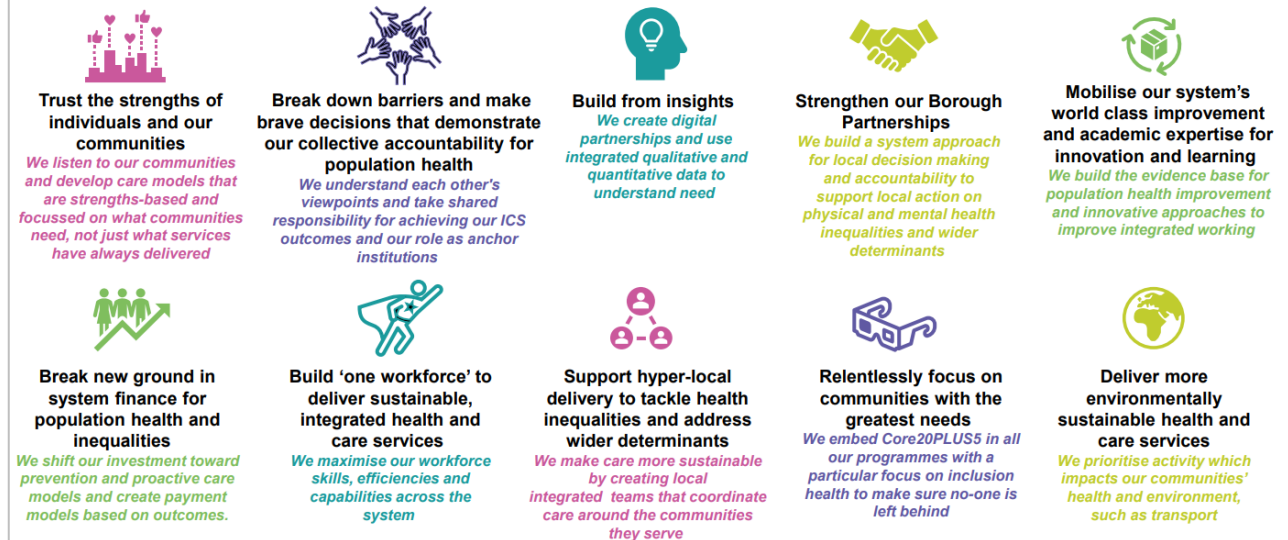 Trust the strengths of
individuals and our
communities
We listen to our communities
and develop care models that
are strengths-based and
focussed on what communities
need, not just what services
have always delivered
Break down barriers and make
brave decisions that demonstrate
our collective accountability for
population health
We understand each other's
viewpoints and take shared
responsibility for achieving our ICS
outcomes and our role as anchor
institutions
Build from insights
We create digital
partnerships and use
integrated qualitative and
quantitative data to
understand need
Strengthen our Borough
Partnerships
We build a system approach
for local decision making
and accountability to
support local action on
physical and mental health
inequalities and wider
determinants
Mobilise our system's
world class improvement
and academic expertise for
innovation and learning
We build the evidence base for
population health improvement
and innovative approaches to
improve integrated working
Break new ground in
system finance for
population health and
inequalities
We shift our investment toward
prevention and proactive care
models and create payment
models based on outcomes.
Build ‘one workforce’ to
deliver sustainable,
integrated health and
care services
We maximise our workforce
skills, efficiencies and
capabilities across the
system
Support hyper-local
delivery to tackle health
inequalities and address
wider determinants
We make care more sustainable
by creating local
integrated teams that coordinate
care around the communities
they serve
Relentlessly focus on
communities with the
greatest needs
We embed Core20PLUS5 in all
our programmes with a
particular focus on inclusion
health to make sure no-one is
left behind
Deliver more
environmentally
sustainable health and
care services
We prioritise activity which
impacts our communities’
health and environment,
such as transport